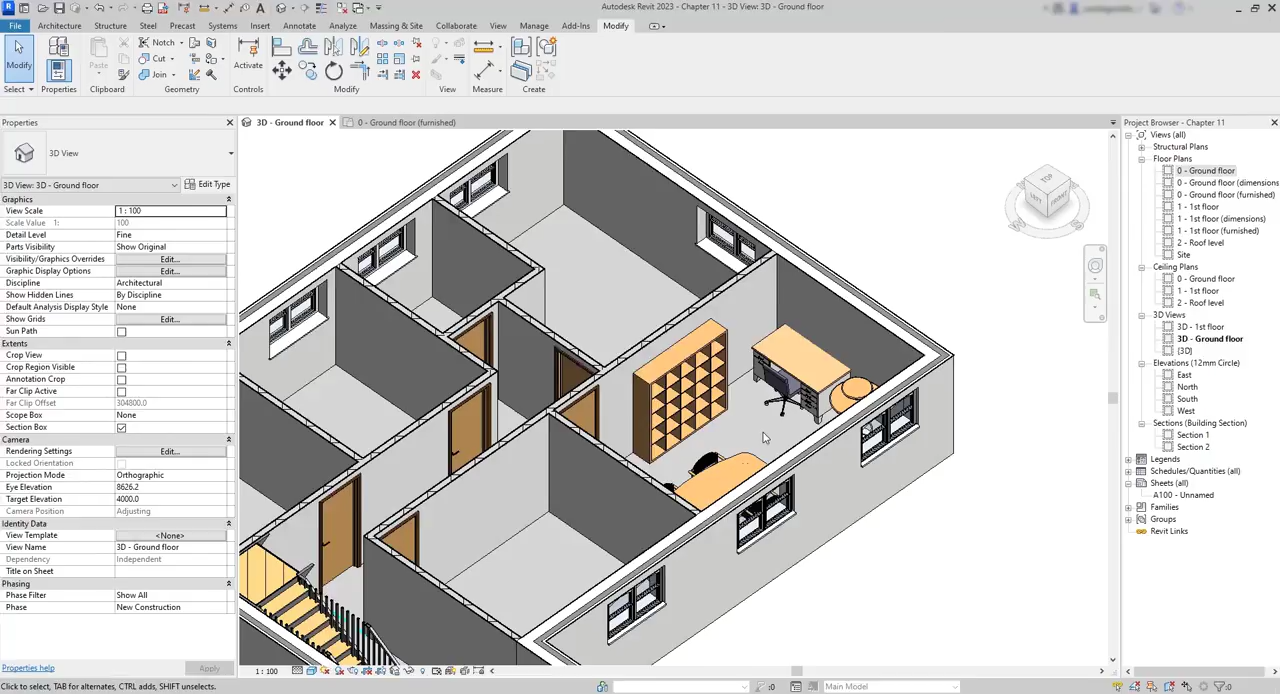 Autodesk Revit 2023 - Chapter 11 - 3D View: 3D - Ground floor
File
Architecture
Structure
Steel
Precast
Systems
Insert
Annotate
Analyze
Massing & Site
Collaborate
View
Manage
Add-Ins
Modify
Modify
Properties
Paste
Notch
Cut
Join
Activate
Select
Properties
Clipboard
Geometry
Controls
Modify
View
Measure
Create
Properties
3D - Ground floor
0 - Ground floor (furnished)
Project Browser - Chapter 11
3D View
3D View: 3D - Ground floor
Edit Type
Graphics
View Scale 1 : 100
Scale Value 1: 100
Detail Level Fine
Parts Visibility Show Original
Visibility/Graphics Overrides Edit...
Graphic Display Options Edit...
Discipline Architectural
Show Hidden Lines By Discipline
Default Analysis Display Style None
Show Grids Edit...
Sun Path
Extents
Crop View
Crop Region Visible
Annotation Crop
Far Clip Active
Far Clip Offset 304800.0
Scope Box None
Section Box
Camera
Rendering Settings Edit...
Locked Orientation
Projection Mode Orthographic
Eye Elevation 8626.2
Target Elevation 4000.0
Camera Position Adjusting
Identity Data
View Template <None>
View Name 3D - Ground floor
Dependency Independent
Title on Sheet
Phasing
Phase Filter Show All
Phase New Construction
Properties help
Apply
TOP
LEFT
FRONT
Views (all)
Structural Plans
Floor Plans
0 - Ground floor
0 - Ground floor (dimensions
0 - Ground floor (furnished)
1 - 1st floor
1 - 1st floor (dimensions)
1 - 1st floor (furnished)
2 - Roof level
Site
Ceiling Plans
0 - Ground floor
1 - 1st floor
2 - Roof level
3D Views
3D - 1st floor
3D - Ground floor
{3D}
Elevations (12mm Circle)
East
North
South
West
Sections (Building Section)
Section 1
Section 2
Legends
Schedules/Quantities (all)
Sheets (all)
A100 - Unnamed
Families
Groups
Revit Links
1 : 100
Click to select, TAB for alternates, CTRL adds, SHIFT unselects.
:0
Main Model
:0